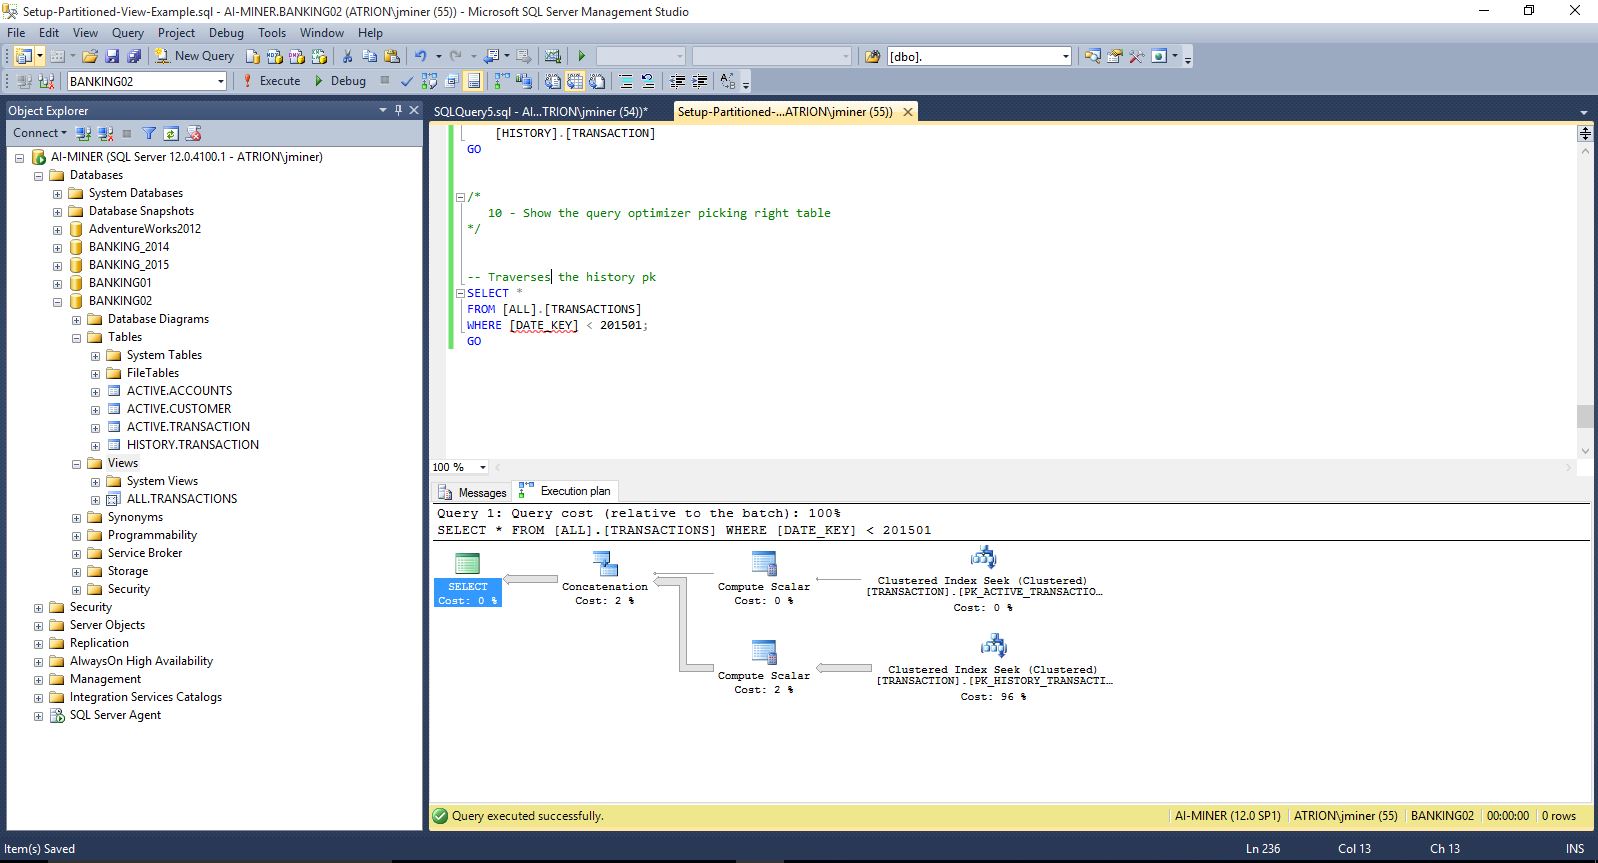 Setup-Partitioned-View-Example.sql - AI-MINER.BANKING02 (ATRION\jminer (55)) - Microsoft SQL Server Management Studio
File Edit View Query Project Debug Tools Window Help
New Query [dbo].
BANKING02 Execute Debug
Object Explorer
SQLQuery5.sql - AI...TRION\jminer (54))* Setup-Partitioned-...ATRION\jminer (55))
Connect
AI-MINER (SQL Server 12.0.4100.1 - ATRION\jminer)
Databases
System Databases
Database Snapshots
AdventureWorks2012
BANKING_2014
BANKING_2015
BANKING01
BANKING02
Database Diagrams
Tables
System Tables
FileTables
ACTIVE.ACCOUNTS
ACTIVE.CUSTOMER
ACTIVE.TRANSACTION
HISTORY.TRANSACTION
Views
System Views
ALL.TRANSACTIONS
Synonyms
Programmability
Service Broker
Storage
Security
Security
Server Objects
Replication
AlwaysOn High Availability
Management
Integration Services Catalogs
SQL Server Agent
[HISTORY].[TRANSACTION]
GO
/*
10 - Show the query optimizer picking right table
*/
-- Traverses the history pk
SELECT *
FROM [ALL].[TRANSACTIONS]
WHERE [DATE_KEY] < 201501;
GO
100 %
Messages Execution plan
Query 1: Query cost (relative to the batch): 100%
SELECT * FROM [ALL].[TRANSACTIONS] WHERE [DATE_KEY] < 201501
SELECT
Cost: 0 %
Concatenation
Cost: 2 %
Compute Scalar
Cost: 0 %
Clustered Index Seek (Clustered)
[TRANSACTION].[PK_ACTIVE_TRANSACTIO...
Cost: 0 %
Compute Scalar
Cost: 2 %
Clustered Index Seek (Clustered)
[TRANSACTION].[PK_HISTORY_TRANSACTI...
Cost: 96 %
Query executed successfully. AI-MINER (12.0 SP1) ATRION\jminer (55) BANKING02 00:00:00 0 rows
Item(s) Saved Ln 236 Col 13 Ch 13 INS